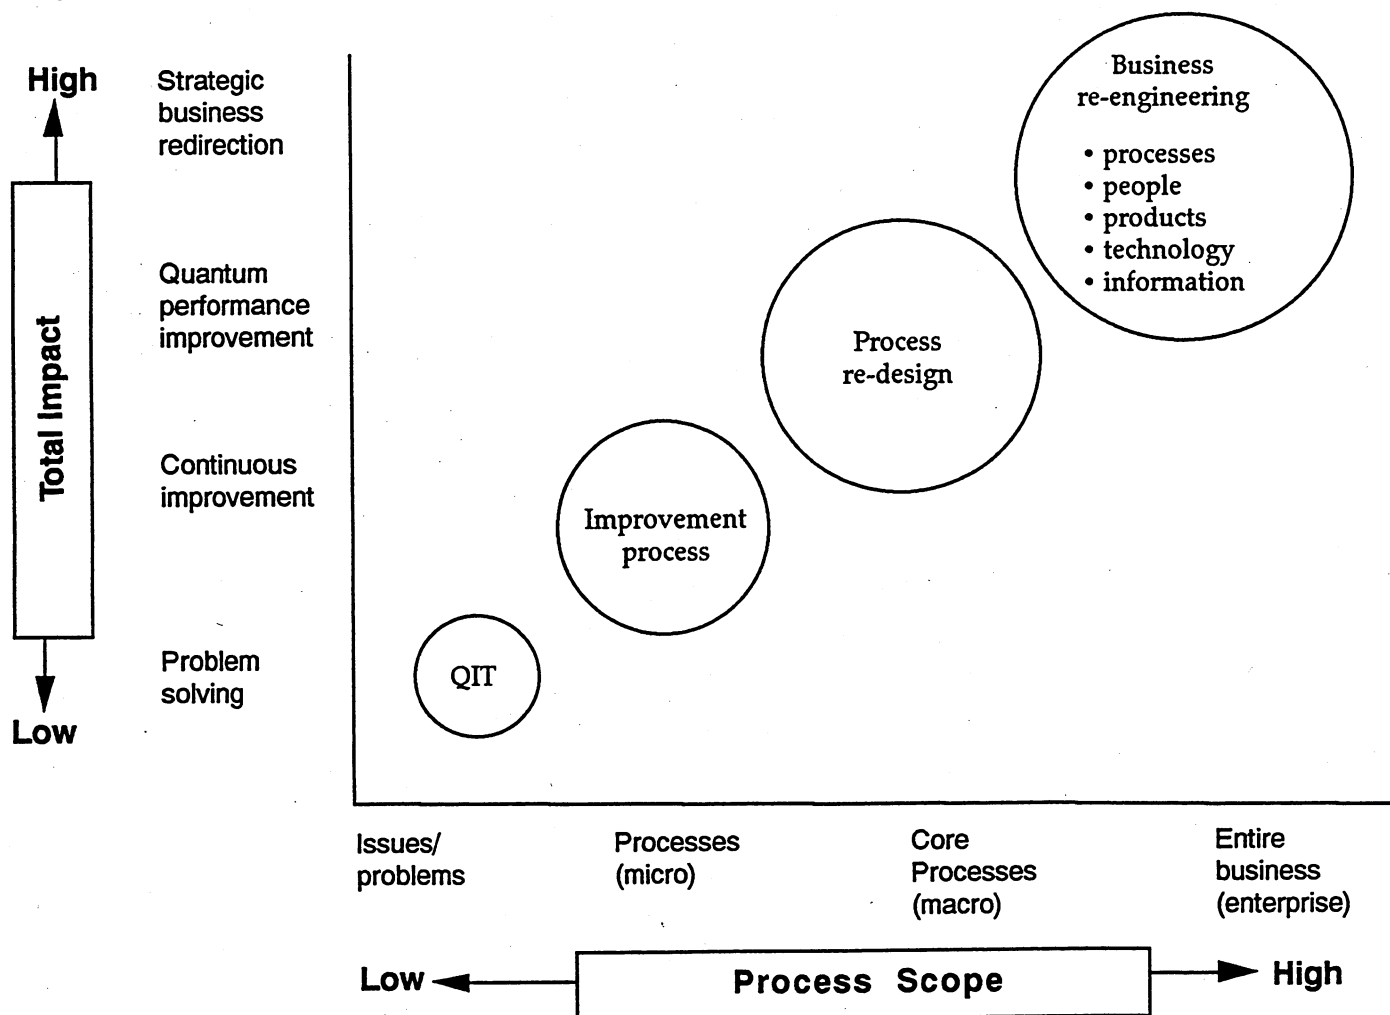 High
Strategic
business
redirection
Quantum
performance
improvement
Total Impact
Continuous
improvement
Problem
solving
Low
Business
re-engineering
• processes
• people
• products
• technology
• information
Process
re-design
Improvement
process
QIT
Issues/
problems
Processes
(micro)
Core
Processes
(macro)
Entire
business
(enterprise)
Low
Process Scope
High